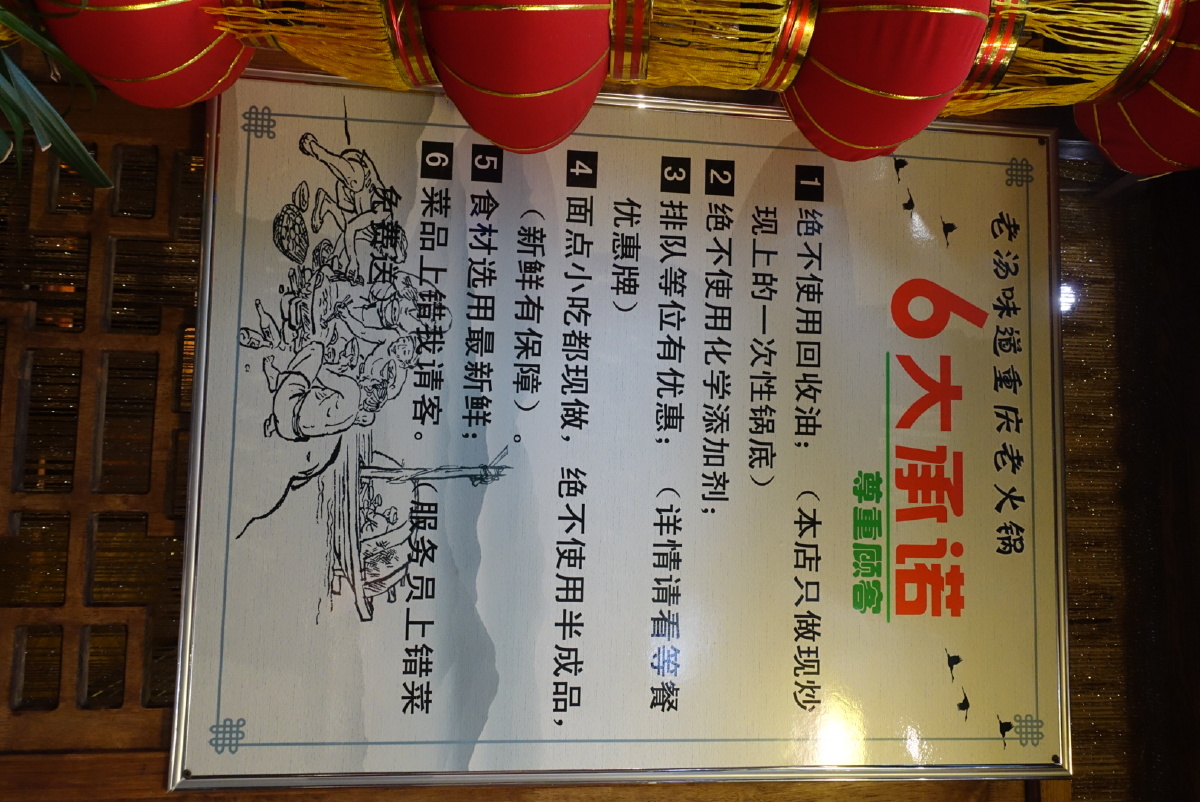 老汤味道重庆老火锅
6大承诺
尊重顾客
1 绝不使用回收油；（本店只做现炒
现上的一次性锅底）
2 绝不使用化学添加剂；
3 排队等位有优惠；（详情请看等餐
优惠牌）
4 面点小吃都现做，绝不使用半成品，
（新鲜有保障）。
5 食材选用最新鲜；
6 菜品上错我请客。（服务员上错菜
免费送）